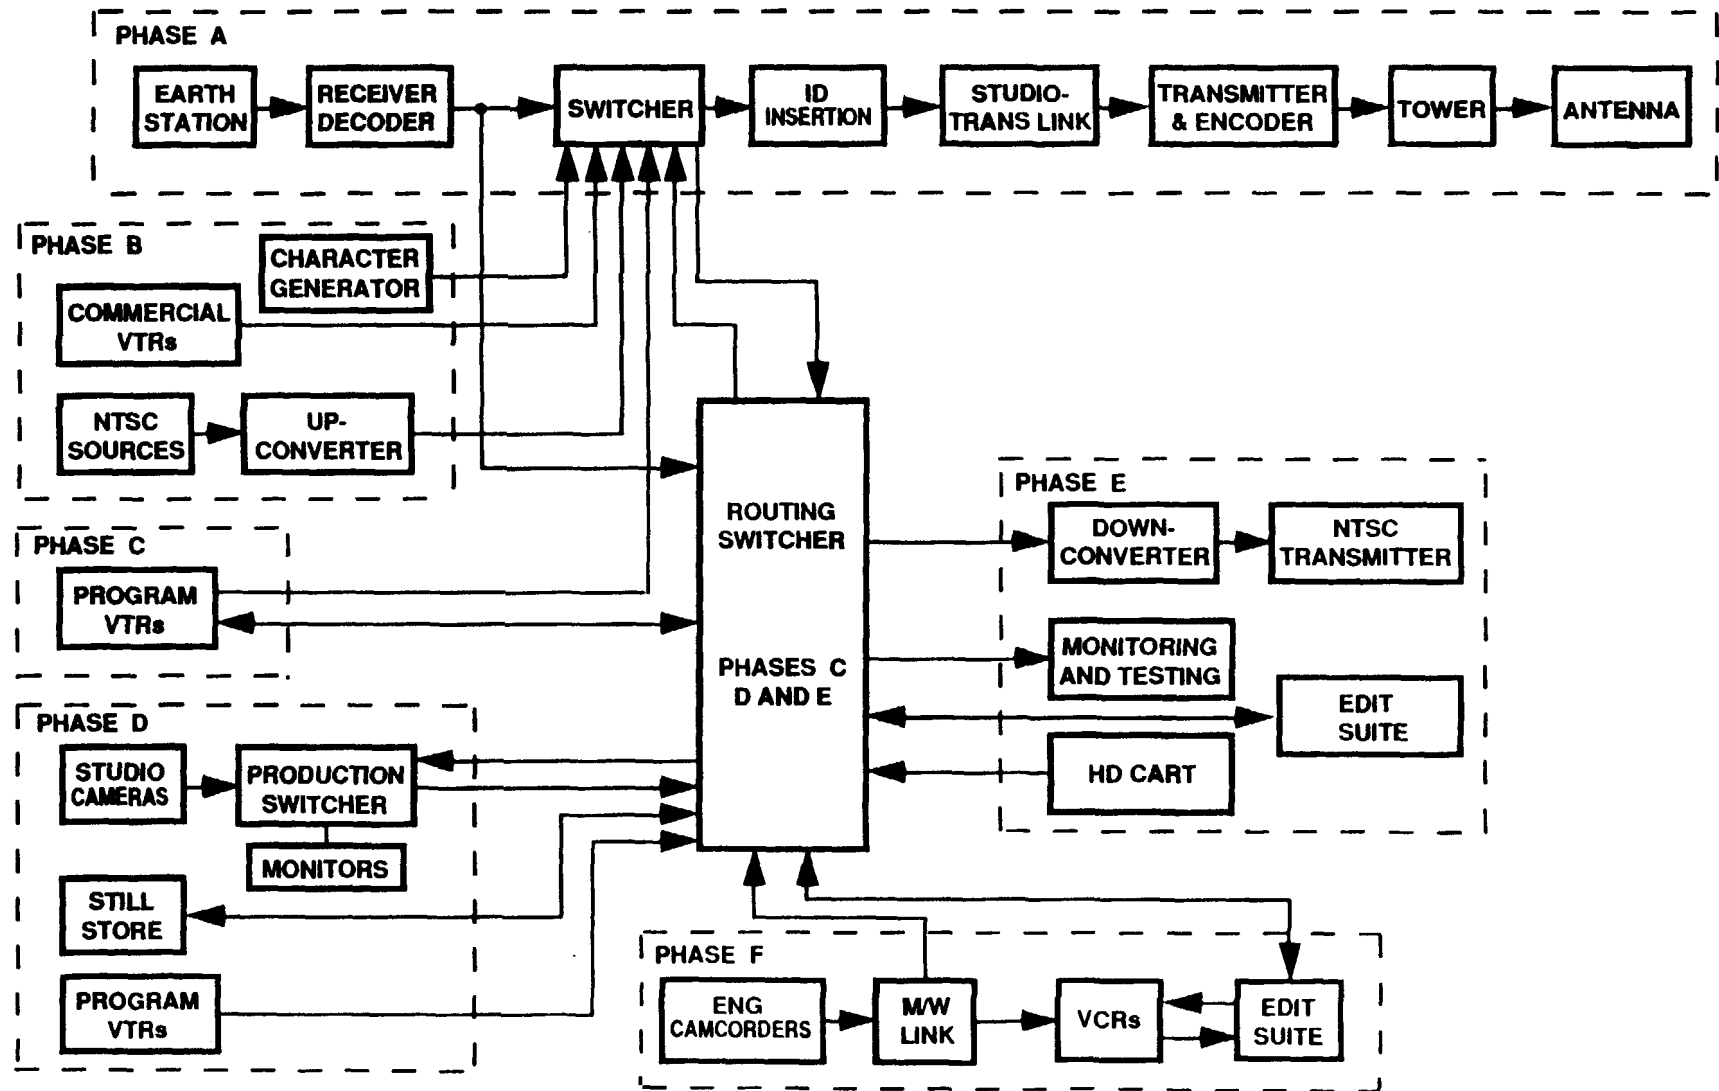 PHASE A
EARTH
STATION
RECEIVER
DECODER
SWITCHER
ID
INSERTION
STUDIO-
TRANS LINK
TRANSMITTER
& ENCODER
TOWER
ANTENNA
PHASE B
CHARACTER
GENERATOR
COMMERCIAL
VTRs
NTSC
SOURCES
UP-
CONVERTER
PHASE C
PROGRAM
VTRs
ROUTING
SWITCHER
PHASES C
D AND E
PHASE E
DOWN-
CONVERTER
NTSC
TRANSMITTER
MONITORING
AND TESTING
EDIT
SUITE
HD CART
PHASE D
STUDIO
CAMERAS
PRODUCTION
SWITCHER
MONITORS
STILL
STORE
PROGRAM
VTRs
PHASE F
ENG
CAMCORDERS
M/W
LINK
VCRs
EDIT
SUITE